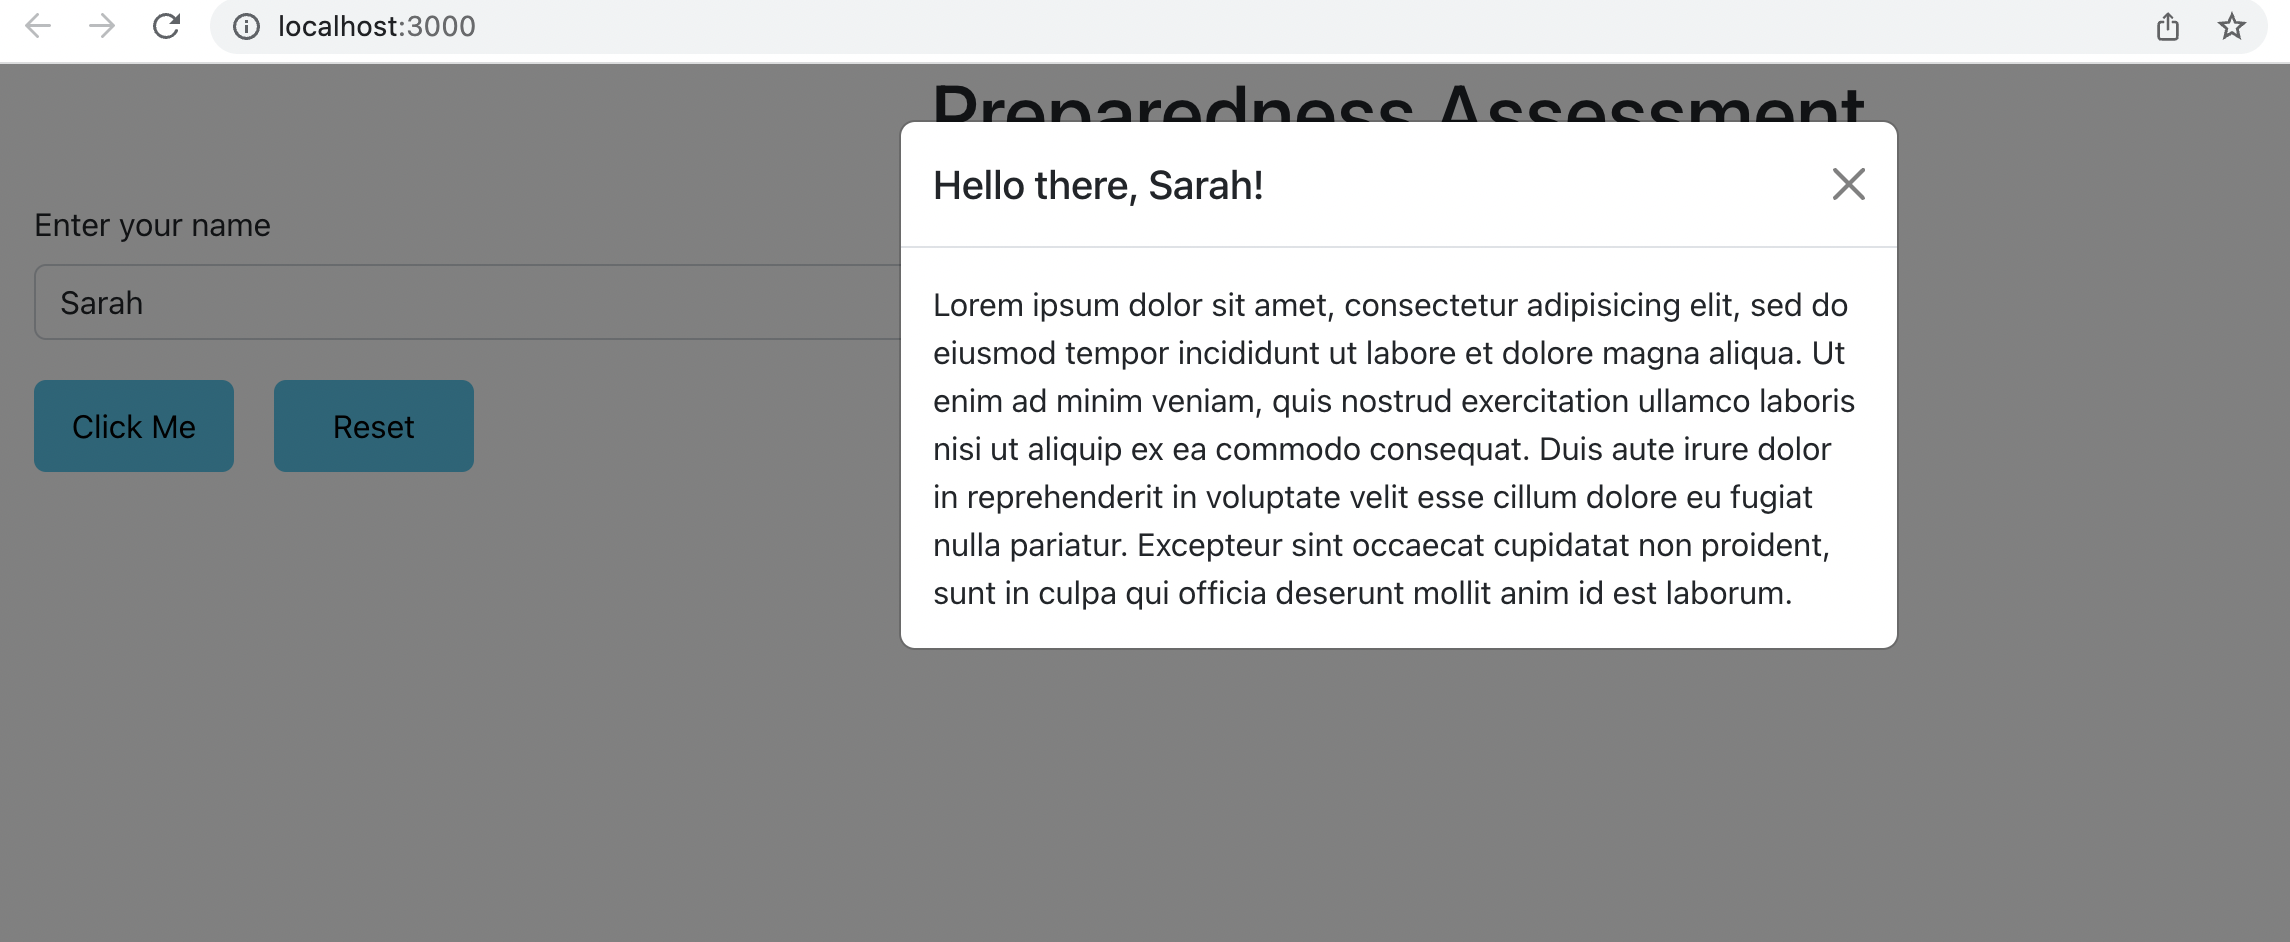 localhost:3000
Preparedness Assessment
Hello there, Sarah!
Enter your name
Sarah
Click Me
Reset
Lorem ipsum dolor sit amet, consectetur adipisicing elit, sed do
eiusmod tempor incididunt ut labore et dolore magna aliqua. Ut
enim ad minim veniam, quis nostrud exercitation ullamco laboris
nisi ut aliquip ex ea commodo consequat. Duis aute irure dolor
in reprehenderit in voluptate velit esse cillum dolore eu fugiat
nulla pariatur. Excepteur sint occaecat cupidatat non proident,
sunt in culpa qui officia deserunt mollit anim id est laborum.